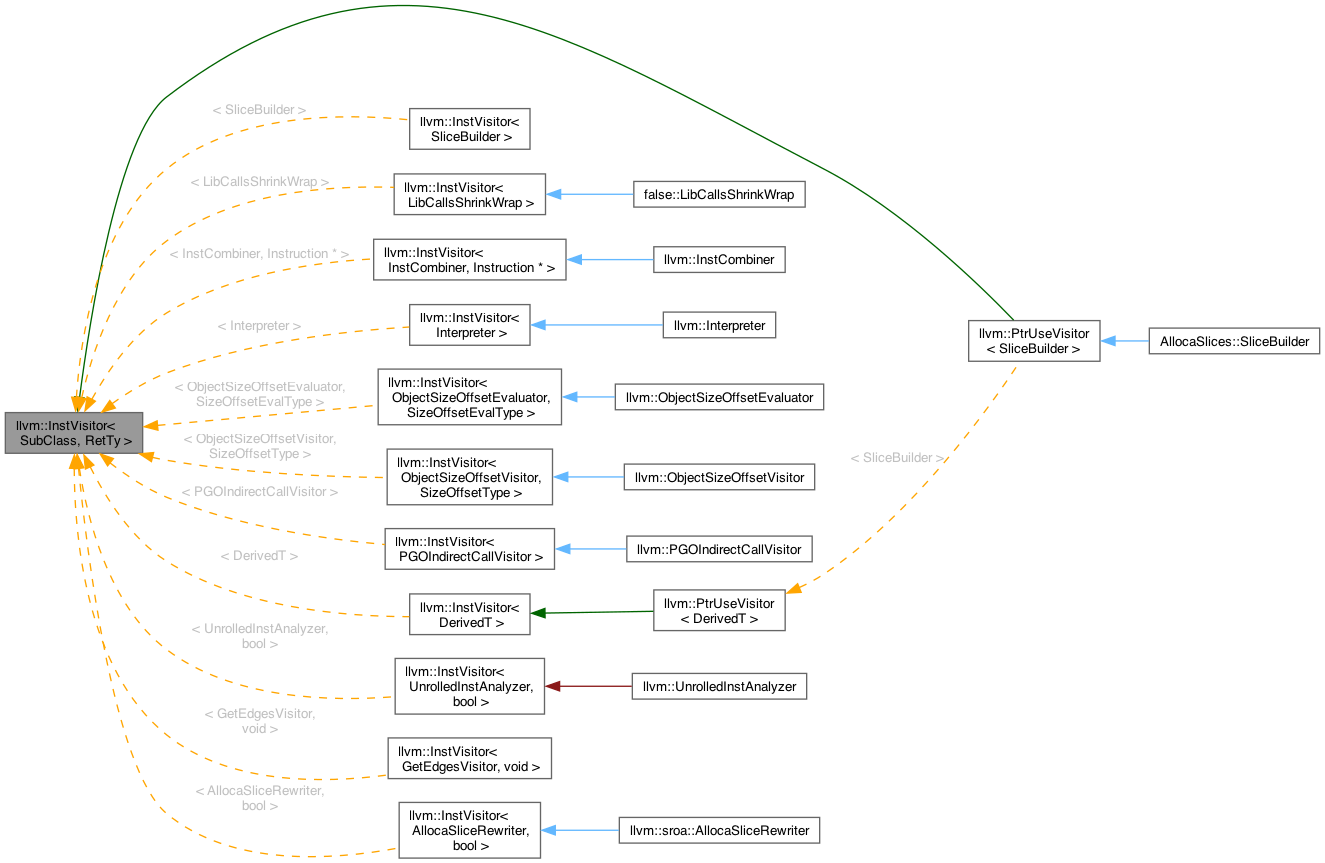 < SliceBuilder >
llvm::InstVisitor<
SliceBuilder >
< LibCallsShrinkWrap >
llvm::InstVisitor<
LibCallsShrinkWrap >
false::LibCallsShrinkWrap
< InstCombiner, Instruction * >
llvm::InstVisitor<
InstCombiner, Instruction * >
llvm::InstCombiner
< Interpreter >
llvm::InstVisitor<
Interpreter >
llvm::Interpreter
llvm::PtrUseVisitor
< SliceBuilder >
AllocaSlices::SliceBuilder
< ObjectSizeOffsetEvaluator,
SizeOffsetEvalType >
llvm::InstVisitor<
ObjectSizeOffsetEvaluator,
SizeOffsetEvalType >
llvm::ObjectSizeOffsetEvaluator
llvm::InstVisitor<
SubClass, RetTy >
< ObjectSizeOffsetVisitor,
SizeOffsetType >
llvm::InstVisitor<
ObjectSizeOffsetVisitor,
SizeOffsetType >
llvm::ObjectSizeOffsetVisitor
< SliceBuilder >
< PGOIndirectCallVisitor >
llvm::InstVisitor<
PGOIndirectCallVisitor >
llvm::PGOIndirectCallVisitor
< DerivedT >
llvm::InstVisitor<
DerivedT >
llvm::PtrUseVisitor
< DerivedT >
< UnrolledInstAnalyzer,
bool >
llvm::InstVisitor<
UnrolledInstAnalyzer,
bool >
llvm::UnrolledInstAnalyzer
< GetEdgesVisitor,
void >
llvm::InstVisitor<
GetEdgesVisitor, void >
< AllocaSliceRewriter,
bool >
llvm::InstVisitor<
AllocaSliceRewriter,
bool >
llvm::sroa::AllocaSliceRewriter